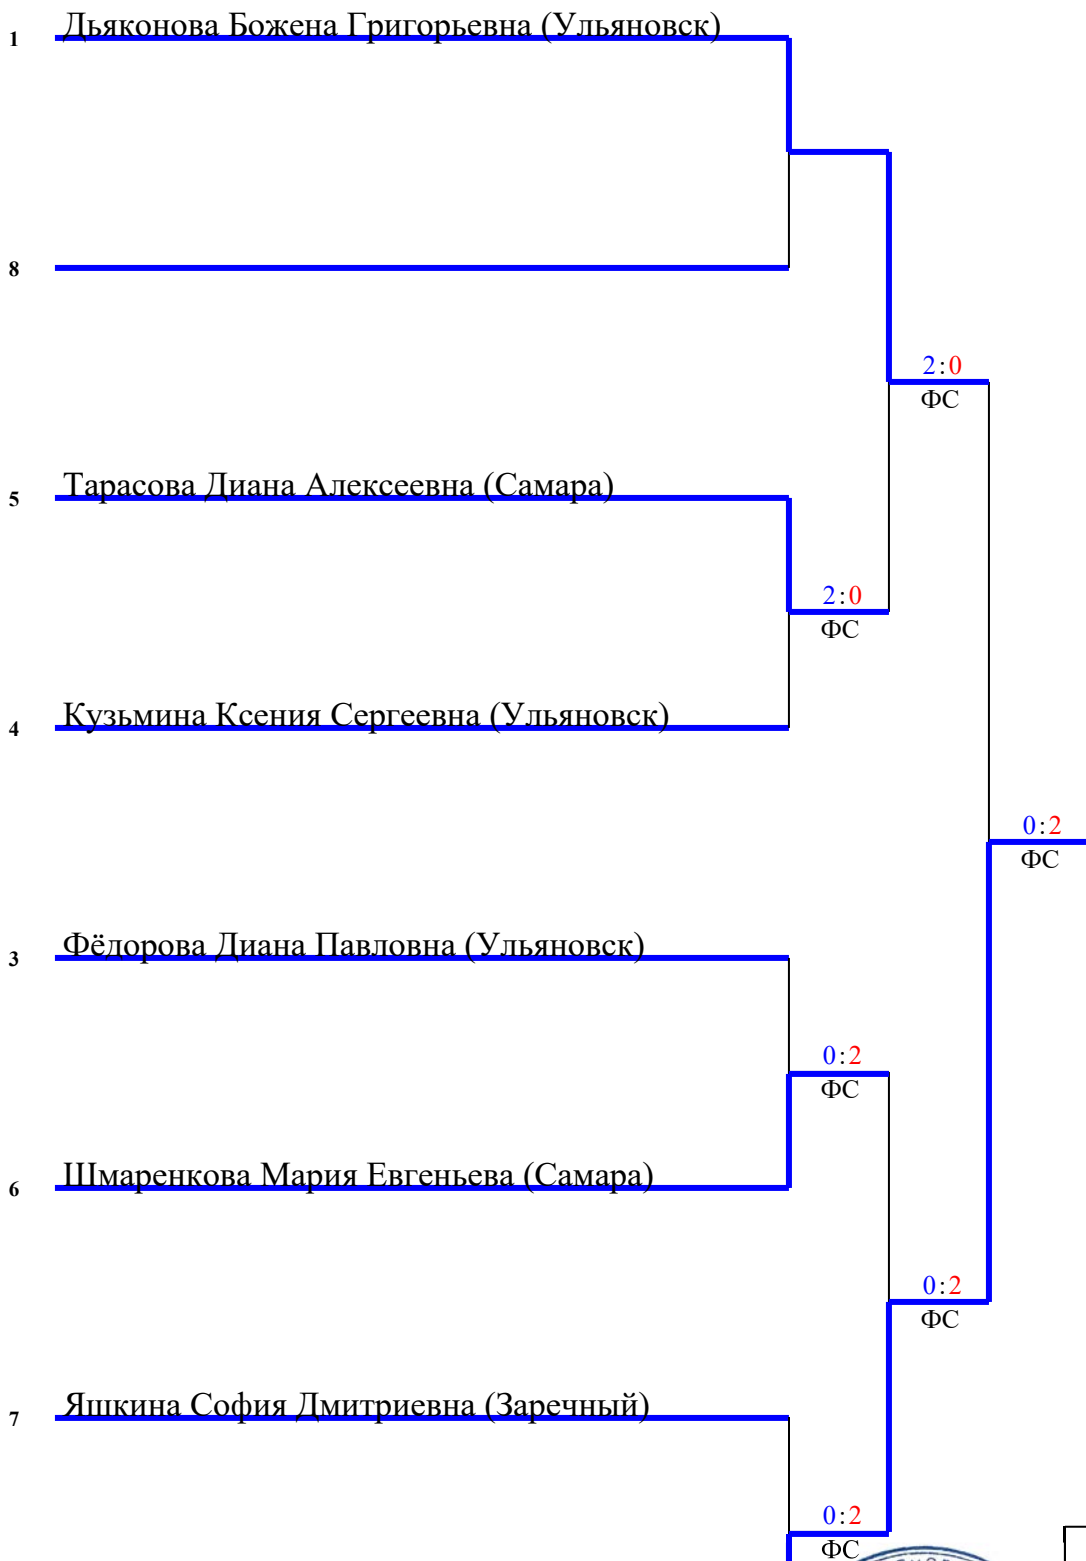 1 Дьяконова Божена Григорьевна (Ульяновск)
8
2:0
ФС
5 Тарасова Диана Алексеевна (Самара)
2:0
ФС
4 Кузьмина Ксения Сергеевна (Ульяновск)
0:2
ФС
3 Фёдорова Диана Павловна (Ульяновск)
0:2
ФС
6 Шмаренкова Мария Евгеньева (Самара)
0:2
ФС
7 Яшкина София Дмитриевна (Заречный)
0:2
ФС